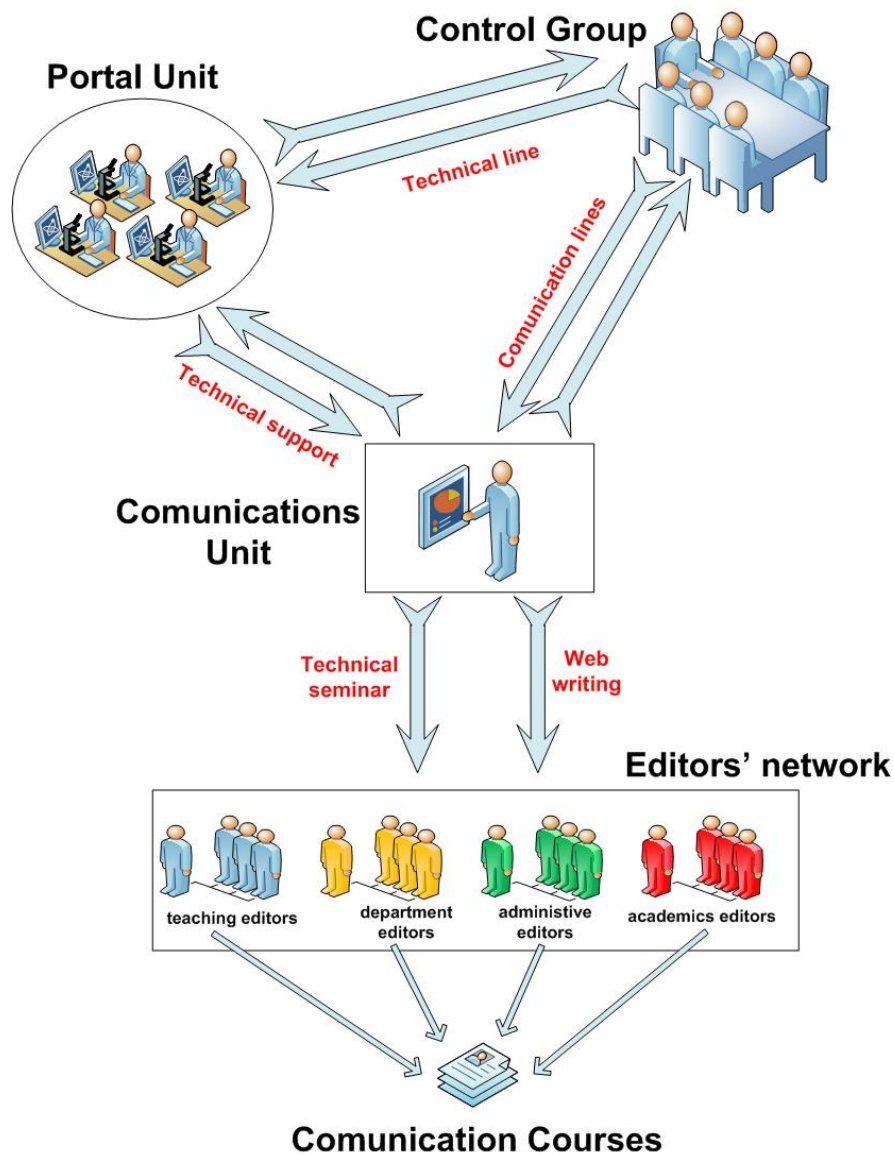 Control Group
Portal Unit
Technical line
Comunication lines
Technical support
Comunications
Unit
Technical
seminar
Web
writing
Editors’ network
teaching editors
department
editors
administive
editors
academics editors
Comunication Courses